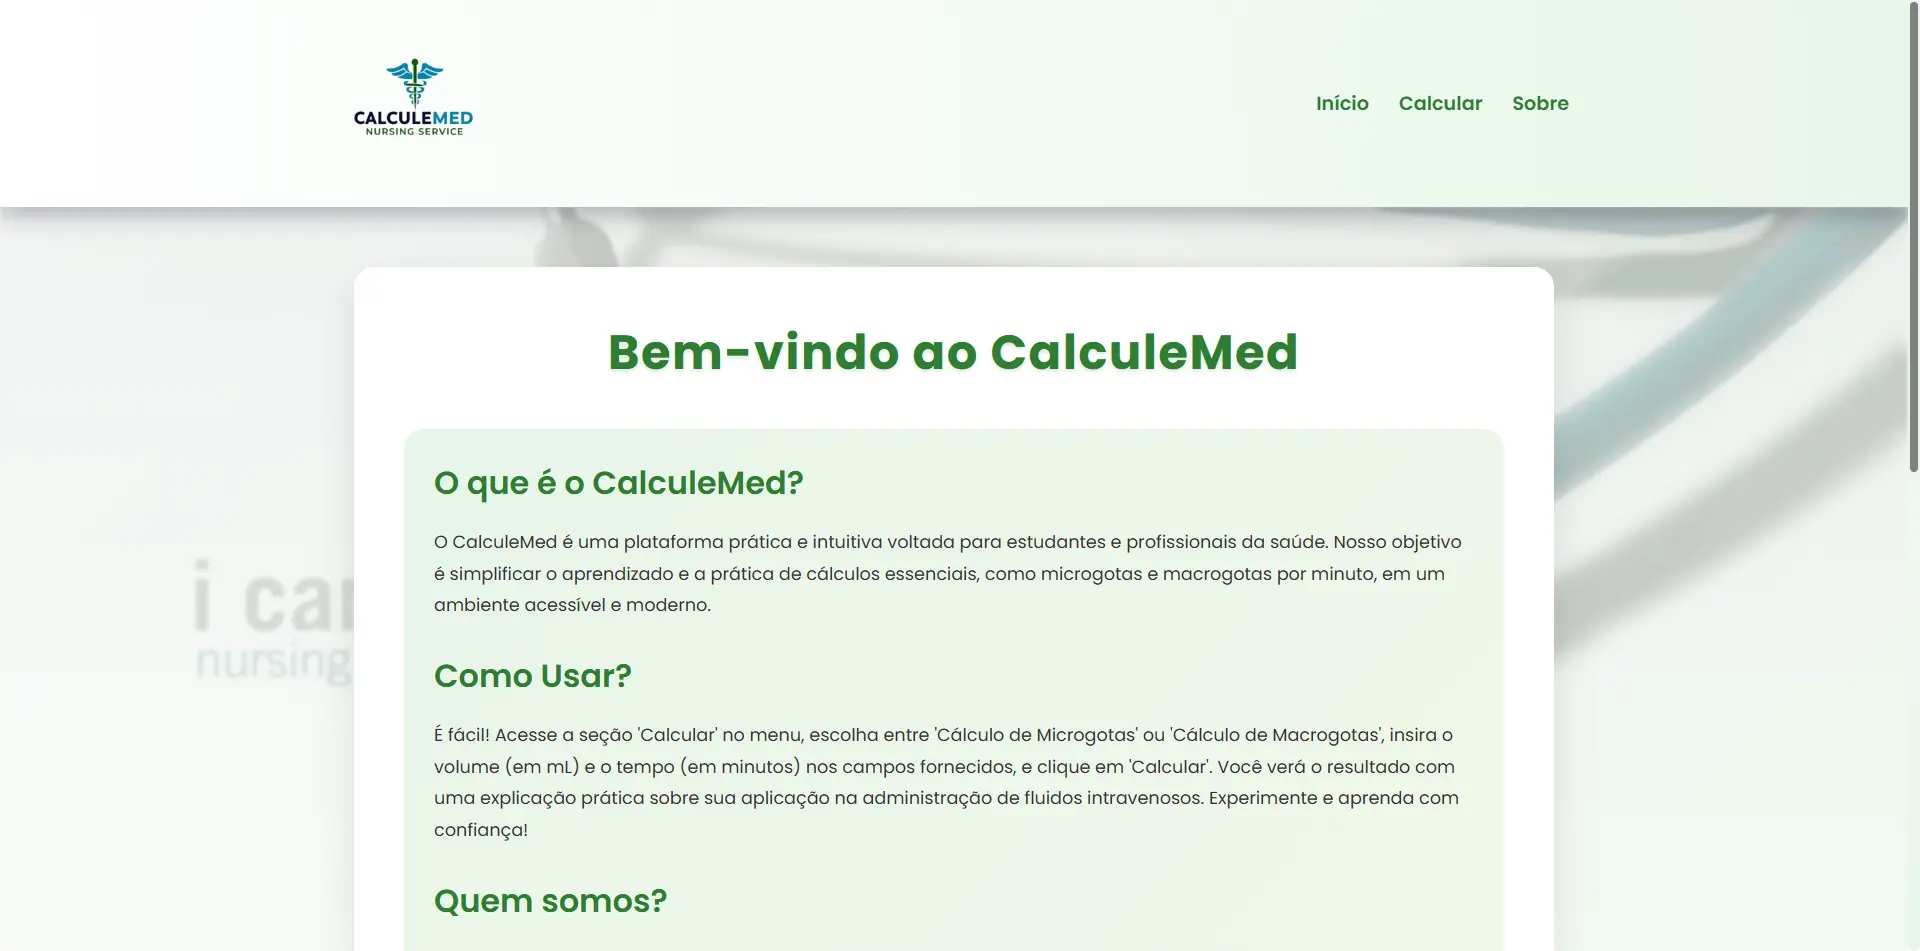 CALCULEMED
NURSING SERVICE
Início Calcular Sobre
Bem-vindo ao CalculeMed
O que é o CalculeMed?
O CalculeMed é uma plataforma prática e intuitiva voltada para estudantes e profissionais da saúde. Nosso objetivo
é simplificar o aprendizado e a prática de cálculos essenciais, como microgotas e macrogotas por minuto, em um
ambiente acessível e moderno.
i car
nursing
Como Usar?
É fácil! Acesse a seção 'Calcular' no menu, escolha entre 'Cálculo de Microgotas' ou 'Cálculo de Macrogotas', insira o
volume (em mL) e o tempo (em minutos) nos campos fornecidos, e clique em 'Calcular'. Você verá o resultado com
uma explicação prática sobre sua aplicação na administração de fluidos intravenosos. Experimente e aprenda com
confiança!
Quem somos?